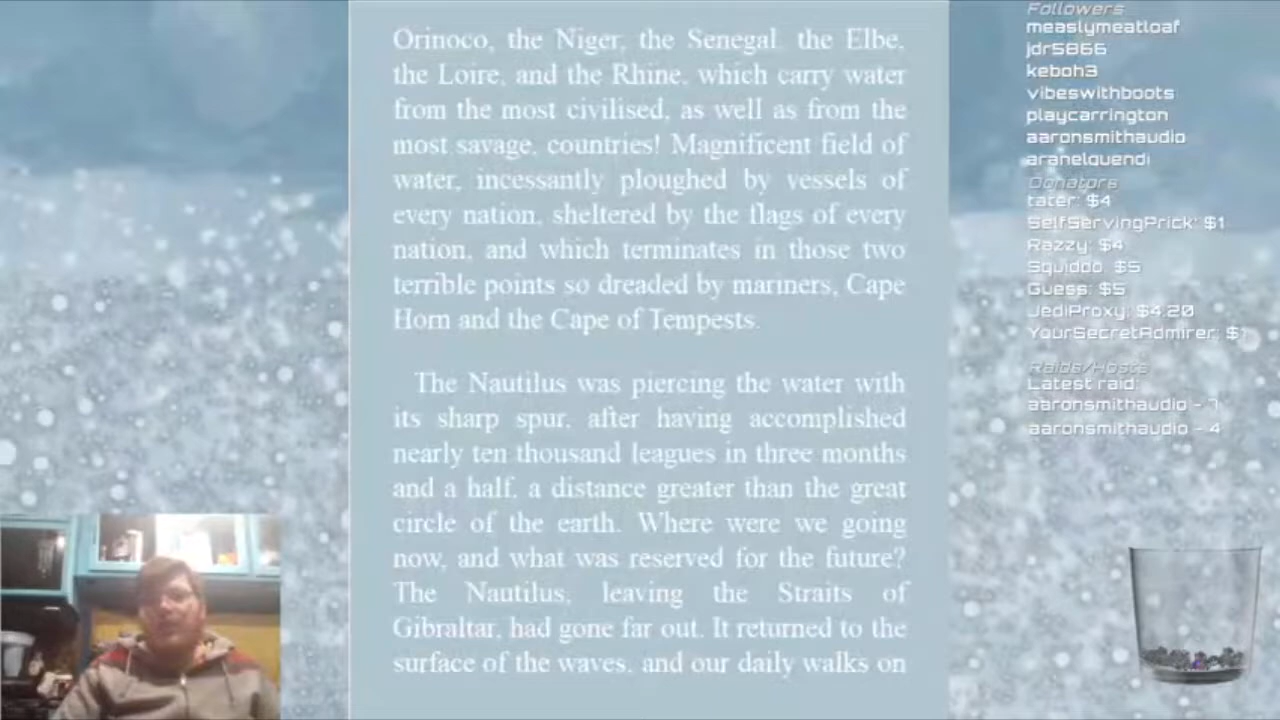 Orinoco, the Niger, the Senegal, the Elbe,
the Loire, and the Rhine, which carry water
from the most civilised, as well as from the
most savage, countries! Magnificent field of
water, incessantly ploughed by vessels of
every nation, sheltered by the flags of every
nation, and which terminates in those two
terrible points so dreaded by mariners, Cape
Horn and the Cape of Tempests.
The Nautilus was piercing the water with
its sharp spur, after having accomplished
nearly ten thousand leagues in three months
and a half, a distance greater than the great
circle of the earth. Where were we going
now, and what was reserved for the future?
The Nautilus, leaving the Straits of
Gibraltar, had gone far out. It returned to the
surface of the waves, and our daily walks on
Followers
measlymeatloaf
jdr5866
keboh3
vibeswithboots
playcarrington
aaronsmithaudio
aranelquendi
Donators
tater: $4
SelfServingPrick: $1
Razzy: $4
Squidoo: $5
Guess: $5
JediProxy: $4.20
YourSecretAdmirer: $1
Raids/Hosts
Latest raid:
aaronsmithaudio - 7
aaronsmithaudio - 4